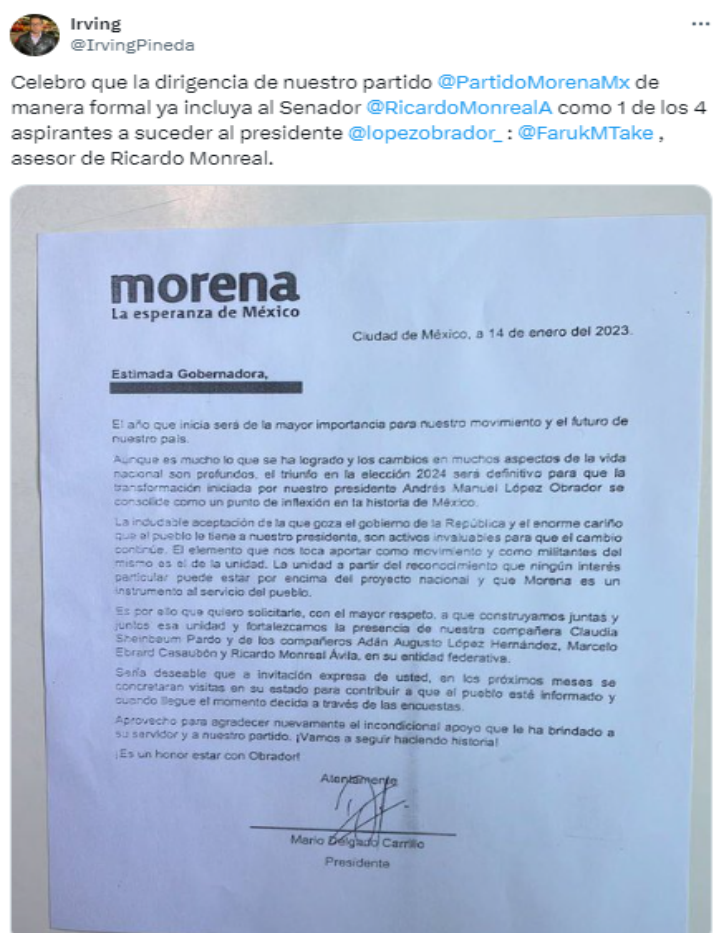 Irving
@IrvingPineda
Celebro que la dirigencia de nuestro partido @PartidoMorenaMx de
manera formal ya incluya al Senador @RicardoMonrealA como 1 de los 4
aspirantes a suceder al presidente @lopezobrador_ : @FarukMTake ,
asesor de Ricardo Monreal.
morena
La esperanza de México
Ciudad de México, a 14 de enero del 2023.
Estimada Gobernadora,
El año que inicia será de la mayor importancia para nuestro movimiento y el futuro de
nuestro país.
Aunque es mucho lo que se ha logrado y los cambios en muchos aspectos de la vida
nacional son profundos, el triunfo en la elección 2024 será definitivo para que la
transformación iniciada por nuestro presidente Andrés Manuel López Obrador se
consolide como un punto de inflexión en la historia de México.
La indudable aceptación de la que goza el gobierno de la República y el enorme cariño
que el pueblo le tiene a nuestro presidente, son activos invaluables para que el cambio
continúe. El elemento que nos toca aportar como movimiento y como militantes del
mismo es el de la unidad. La unidad a partir del reconocimiento que ningún interés
particular puede estar por encima del proyecto nacional y que Morena es un
instrumento al servicio del pueblo.
Es por ello que quiero solicitarle, con el mayor respeto, a que construyamos juntas y
juntos esa unidad y fortalezcamos la presencia de nuestra compañera Claudia
Sheinbaum Pardo y de los compañeros Adán Augusto López Hernández, Marcelo
Ebrard Casaubón y Ricardo Monreal Ávila, en su entidad federativa.
Sería deseable que a invitación expresa de usted, en los próximos meses se
concretaran visitas en su estado para contribuir a que el pueblo esté informado y
cuando llegue el momento decida a través de las encuestas.
Aprovecho para agradecer nuevamente el incondicional apoyo que le ha brindado a
su servidor y a nuestro partido. ¡Vamos a seguir haciendo historia!
¡Es un honor estar con Obrador!
Atentamente
Mario Delgado Carrillo
Presidente